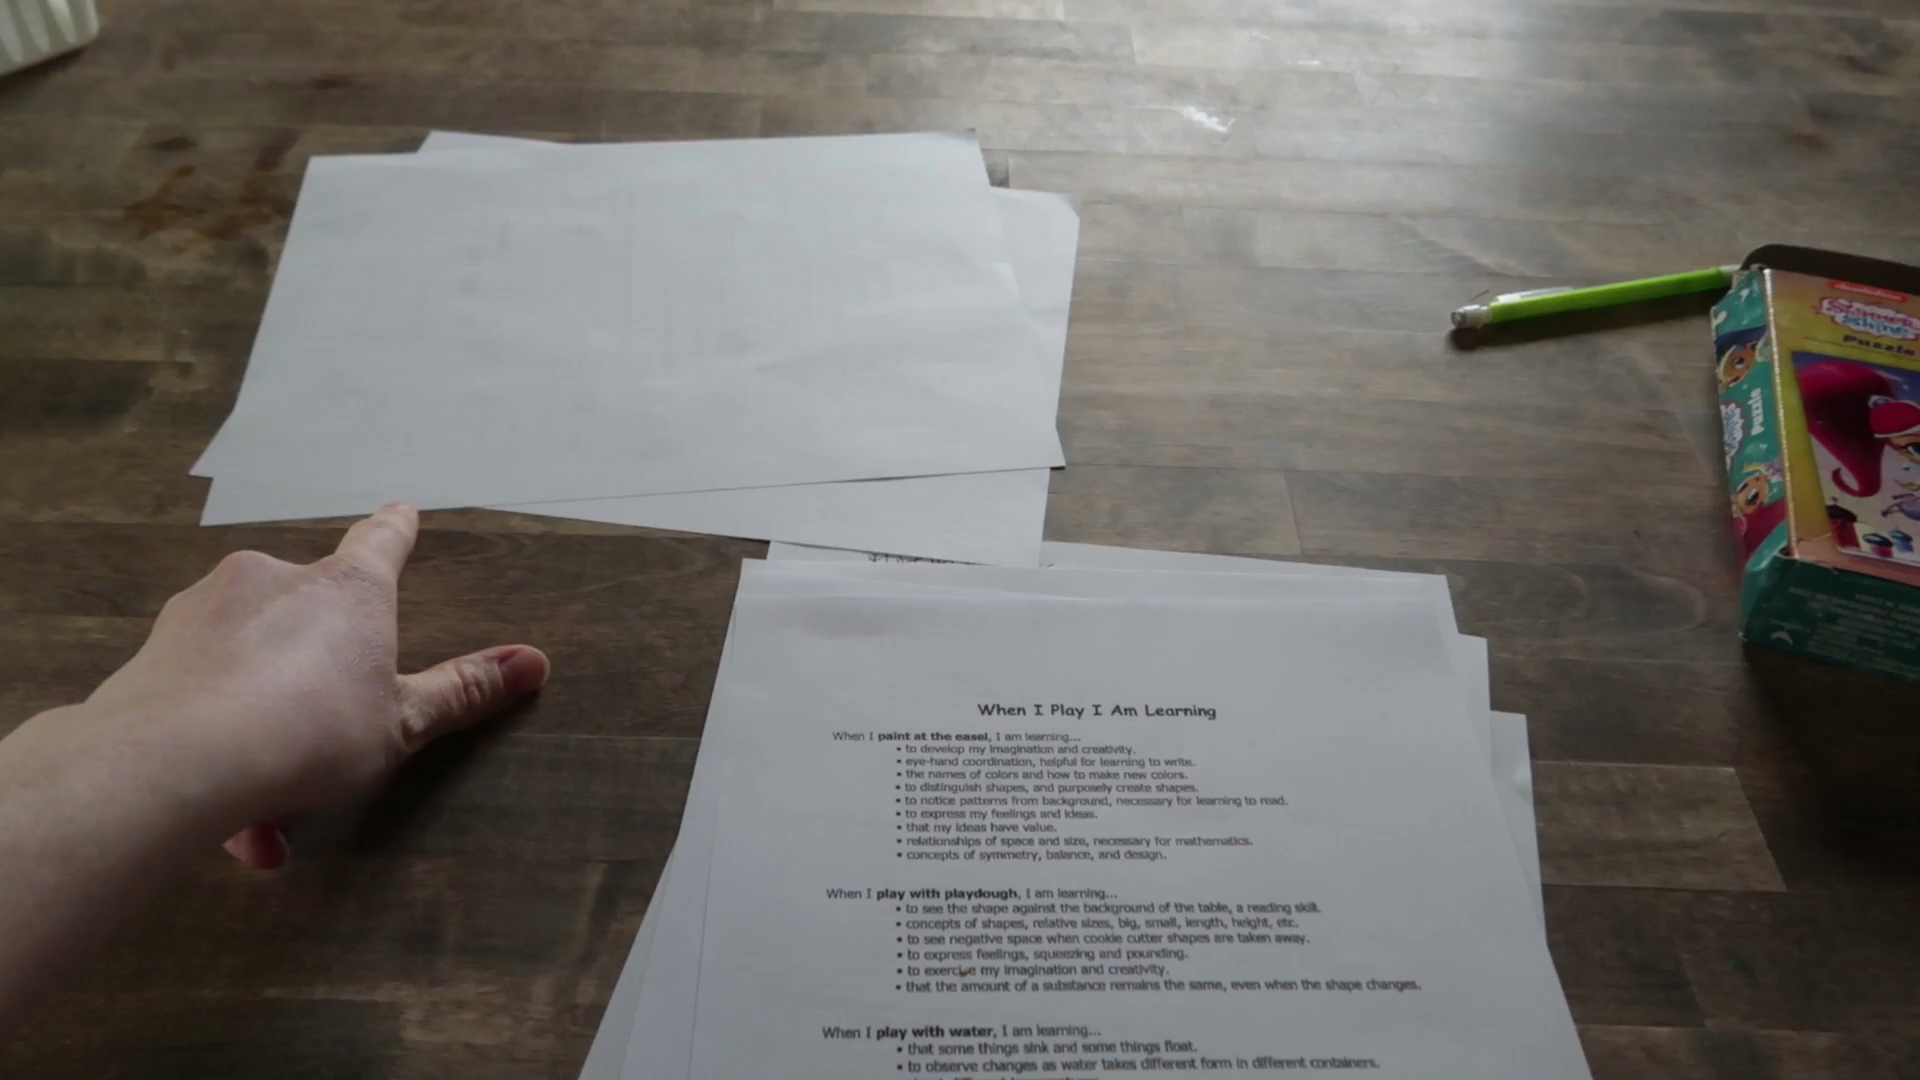 Shimmer
Shine
Puzzle
Puzzle
When I Play I Am Learning
When I paint at the easel, I am learning...
• to develop my imagination and creativity.
• eye-hand coordination, helpful for learning to write.
• the names of colors and how to make new colors.
• to distinguish shapes, and purposely create shapes.
• to notice patterns from background, necessary for learning to read.
• to express my feelings and ideas.
• that my ideas have value.
• relationships of space and size, necessary for mathematics.
• concepts of symmetry, balance, and design.
When I play with playdough, I am learning...
• to see the shape against the background of the table, a reading skill.
• concepts of shapes, relative sizes, big, small, length, height, etc.
• to see negative space when cookie cutter shapes are taken away.
• to express feelings, squeezing and pounding.
• to exercise my imagination and creativity.
• that the amount of a substance remains the same, even when the shape changes.
When I play with water, I am learning...
• that some things sink and some things float.
• to observe changes as water takes different form in different containers.